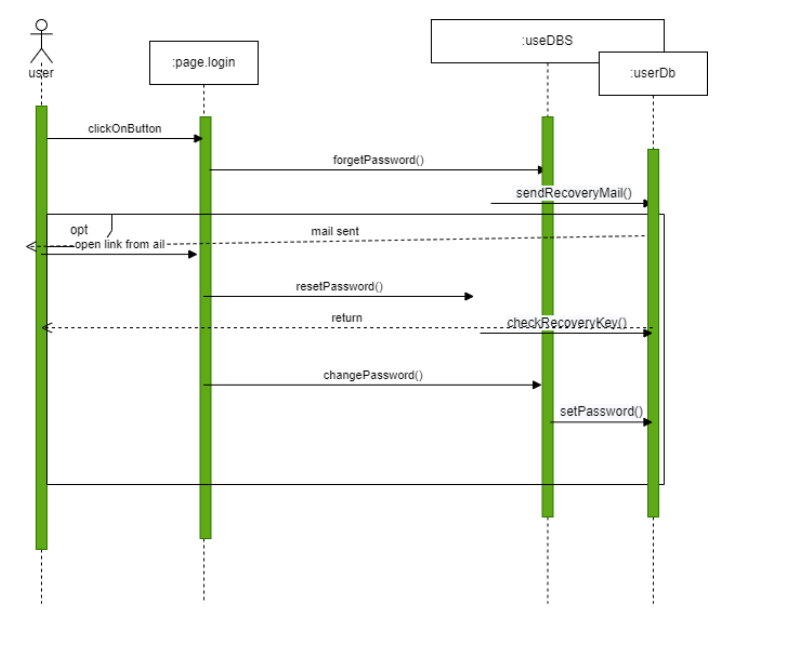 :useDBS
:page.login
:userDb
user
clickOnButton
forgetPassword()
sendRecoveryMail()
opt
mail sent
open link from ail
resetPassword()
return
checkRecoveryKey()
changePassword()
setPassword()